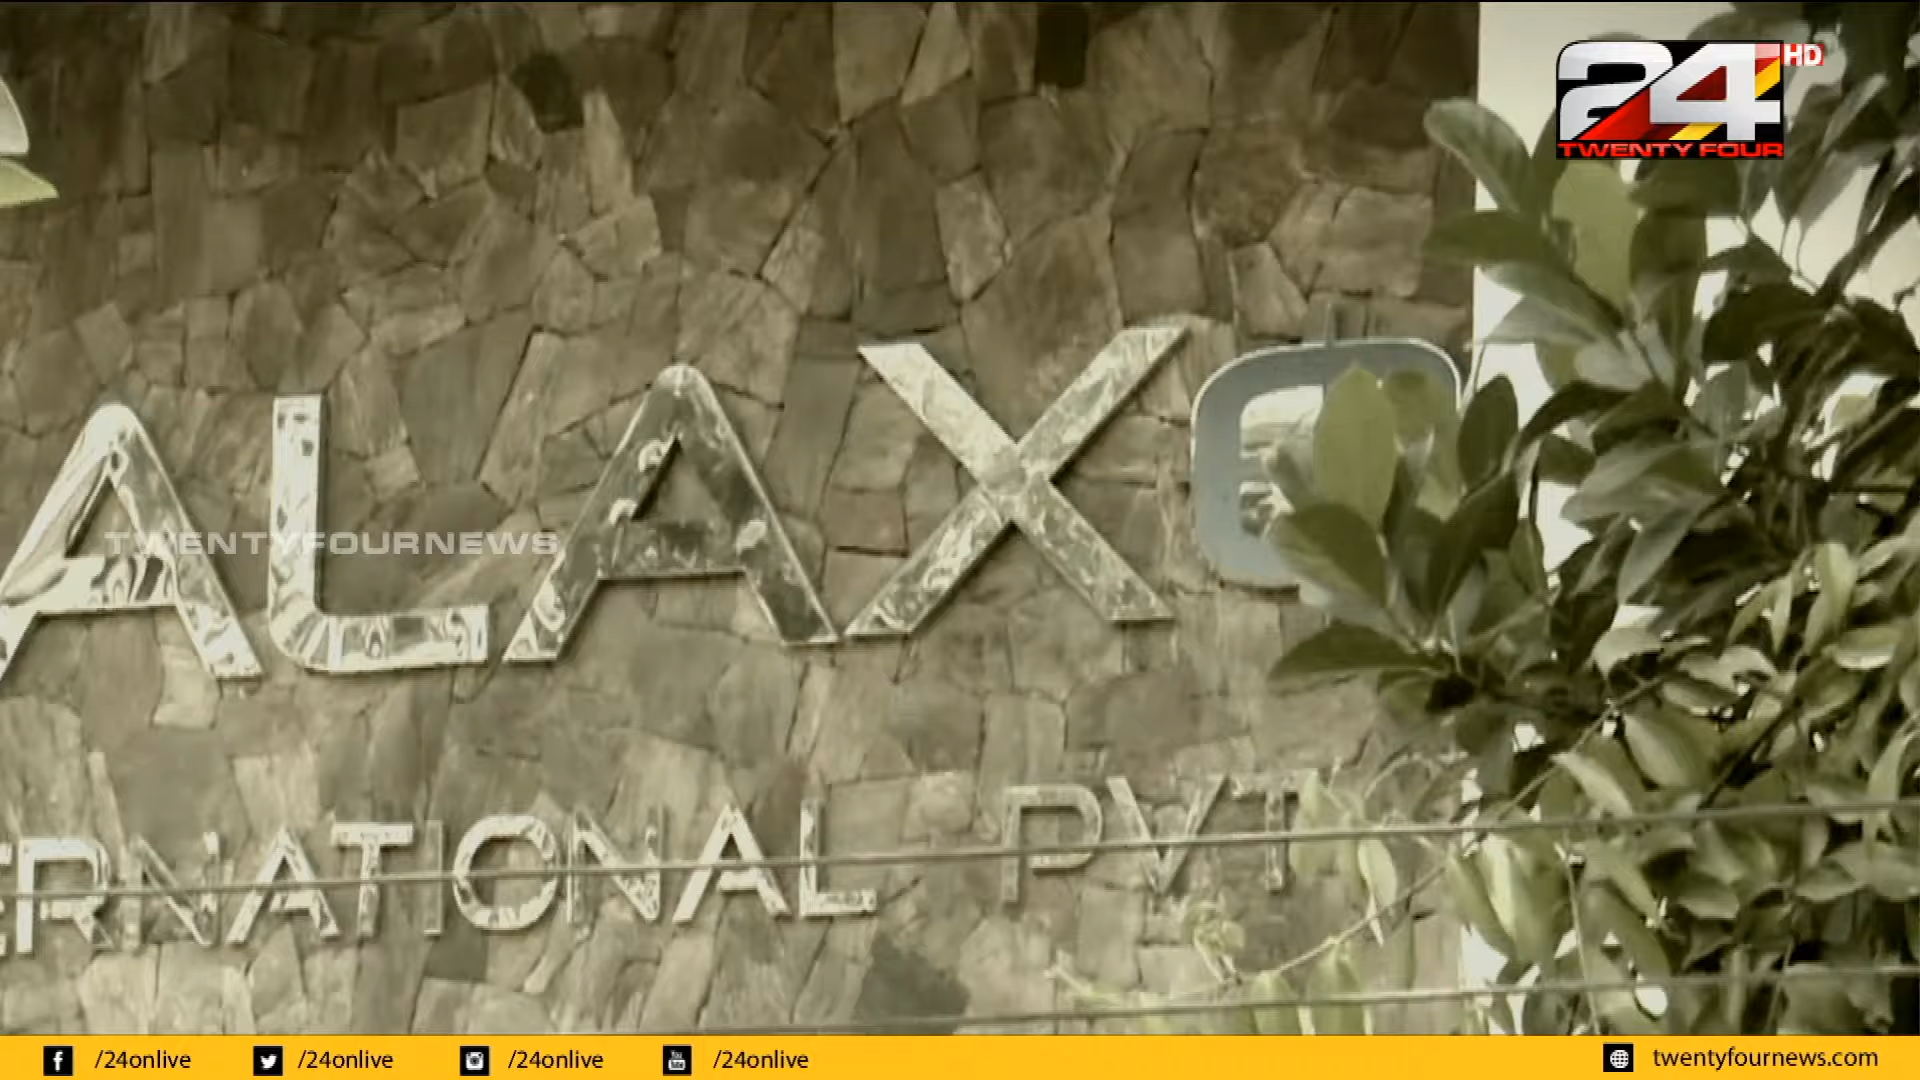 24 HD
TWENTY FOUR
ALAX
TWENTYFOURNEWS
ERNATIONAL PVT
/24onlive /24onlive /24onlive /24onlive twentyfournews.com